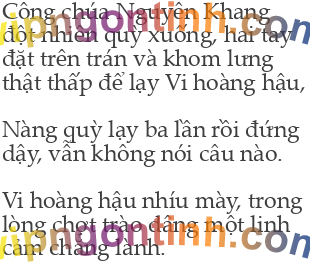 Công chúa Nguyên Khang
đột nhiên quỳ xuống, hai tay
đặt trên trán và khom lưng
thật thấp để lạy Vi hoàng hậu,
Nàng quỳ lạy ba lần rồi đứng
dậy, vẫn không nói câu nào.
Vi hoàng hậu nhíu mày, trong
lòng chợt trào dâng một linh
cảm chẳng lành.
vipngontinh.com
vipngontinh.com